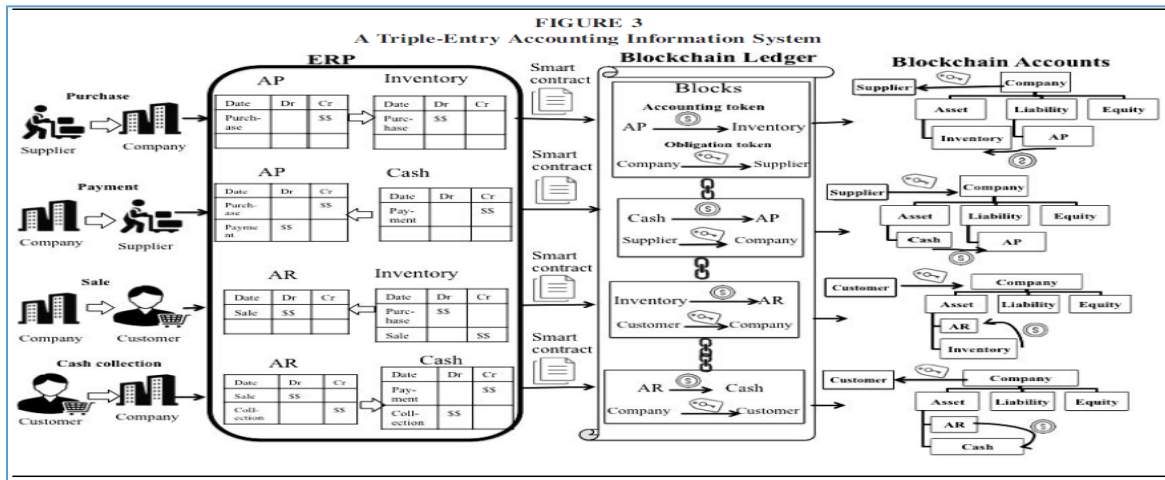 FIGURE 3
A Triple-Entry Accounting Information System
ERP
Blockchain Ledger
Blockchain Accounts
Purchase
Supplier
Company
AP
Date Dr Cr
Purch-
ase $$
Inventory
Date Dr Cr
Purc-
hase $$
Smart
contract
Blocks
Accounting token
AP Inventory
Obligation token
Company Supplier
Supplier Company
Asset Liability Equity
Inventory AP
Payment
Company
Supplier
AP
Date Dr Cr
Purch-
ase $$
Payme
nt $$
Cash
Date Dr Cr
Pay-
ment $$
Smart
contract
Cash AP
Supplier Company
Supplier Company
Asset Liability Equity
Cash AP
Sale
Company
Customer
AR
Date Dr Cr
Sale $$
Inventory
Date Dr Cr
Purc-
hase $$
Sale $$
Smart
contract
Inventory AR
Customer Company
Customer Company
Asset Liability Equity
AR
Inventory
Cash collection
Customer
Company
AR
Date Dr Cr
Sale $$
Coll-
ection $$
Cash
Date Dr Cr
Pay-
ment $$
Coll-
ection $$
Smart
contract
AR Cash
Company Customer
Customer Company
Asset Liability Equity
AR
Cash